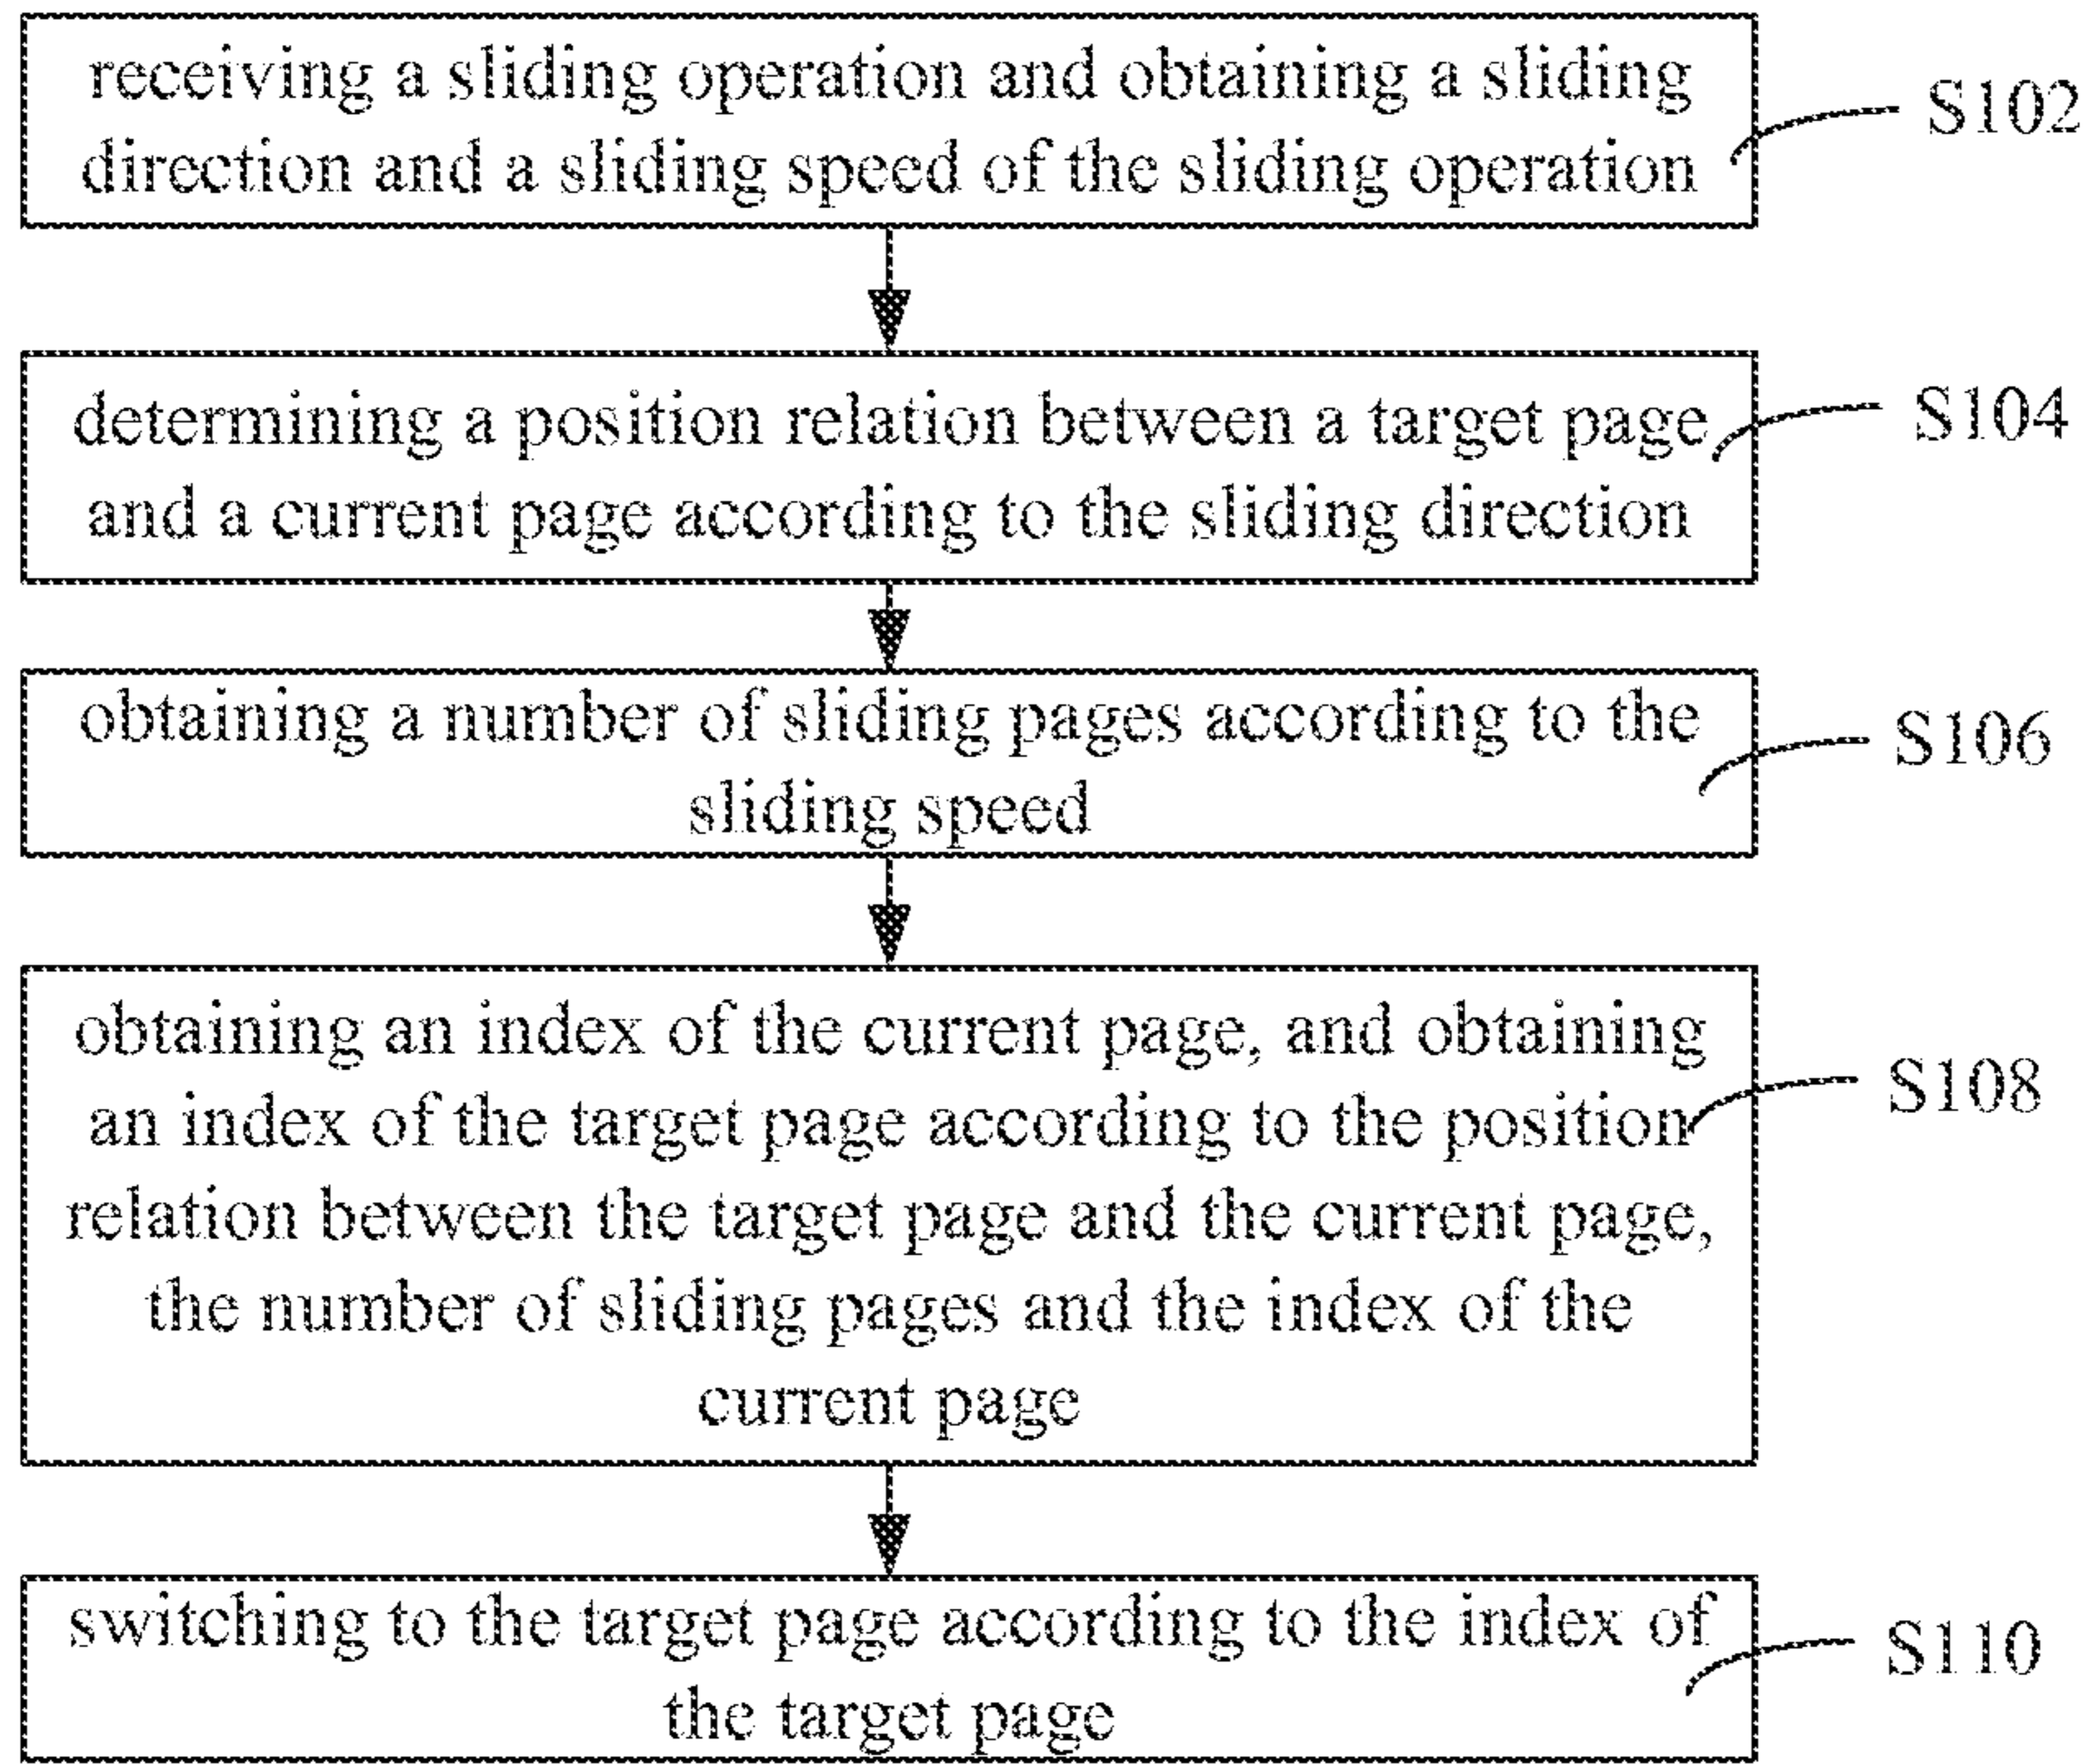 receiving a sliding operation and obtaining a sliding
direction and a sliding speed of the sliding operation
S102
determining a position relation between a target page
and a current page according to the sliding direction
S104
obtaining a number of sliding pages according to the
sliding speed
S106
obtaining an index of the current page, and obtaining
an index of the target page according to the position
relation between the target page and the current page,
the number of sliding pages and the index of the
current page
S108
switching to the target page according to the index of
the target page
S110